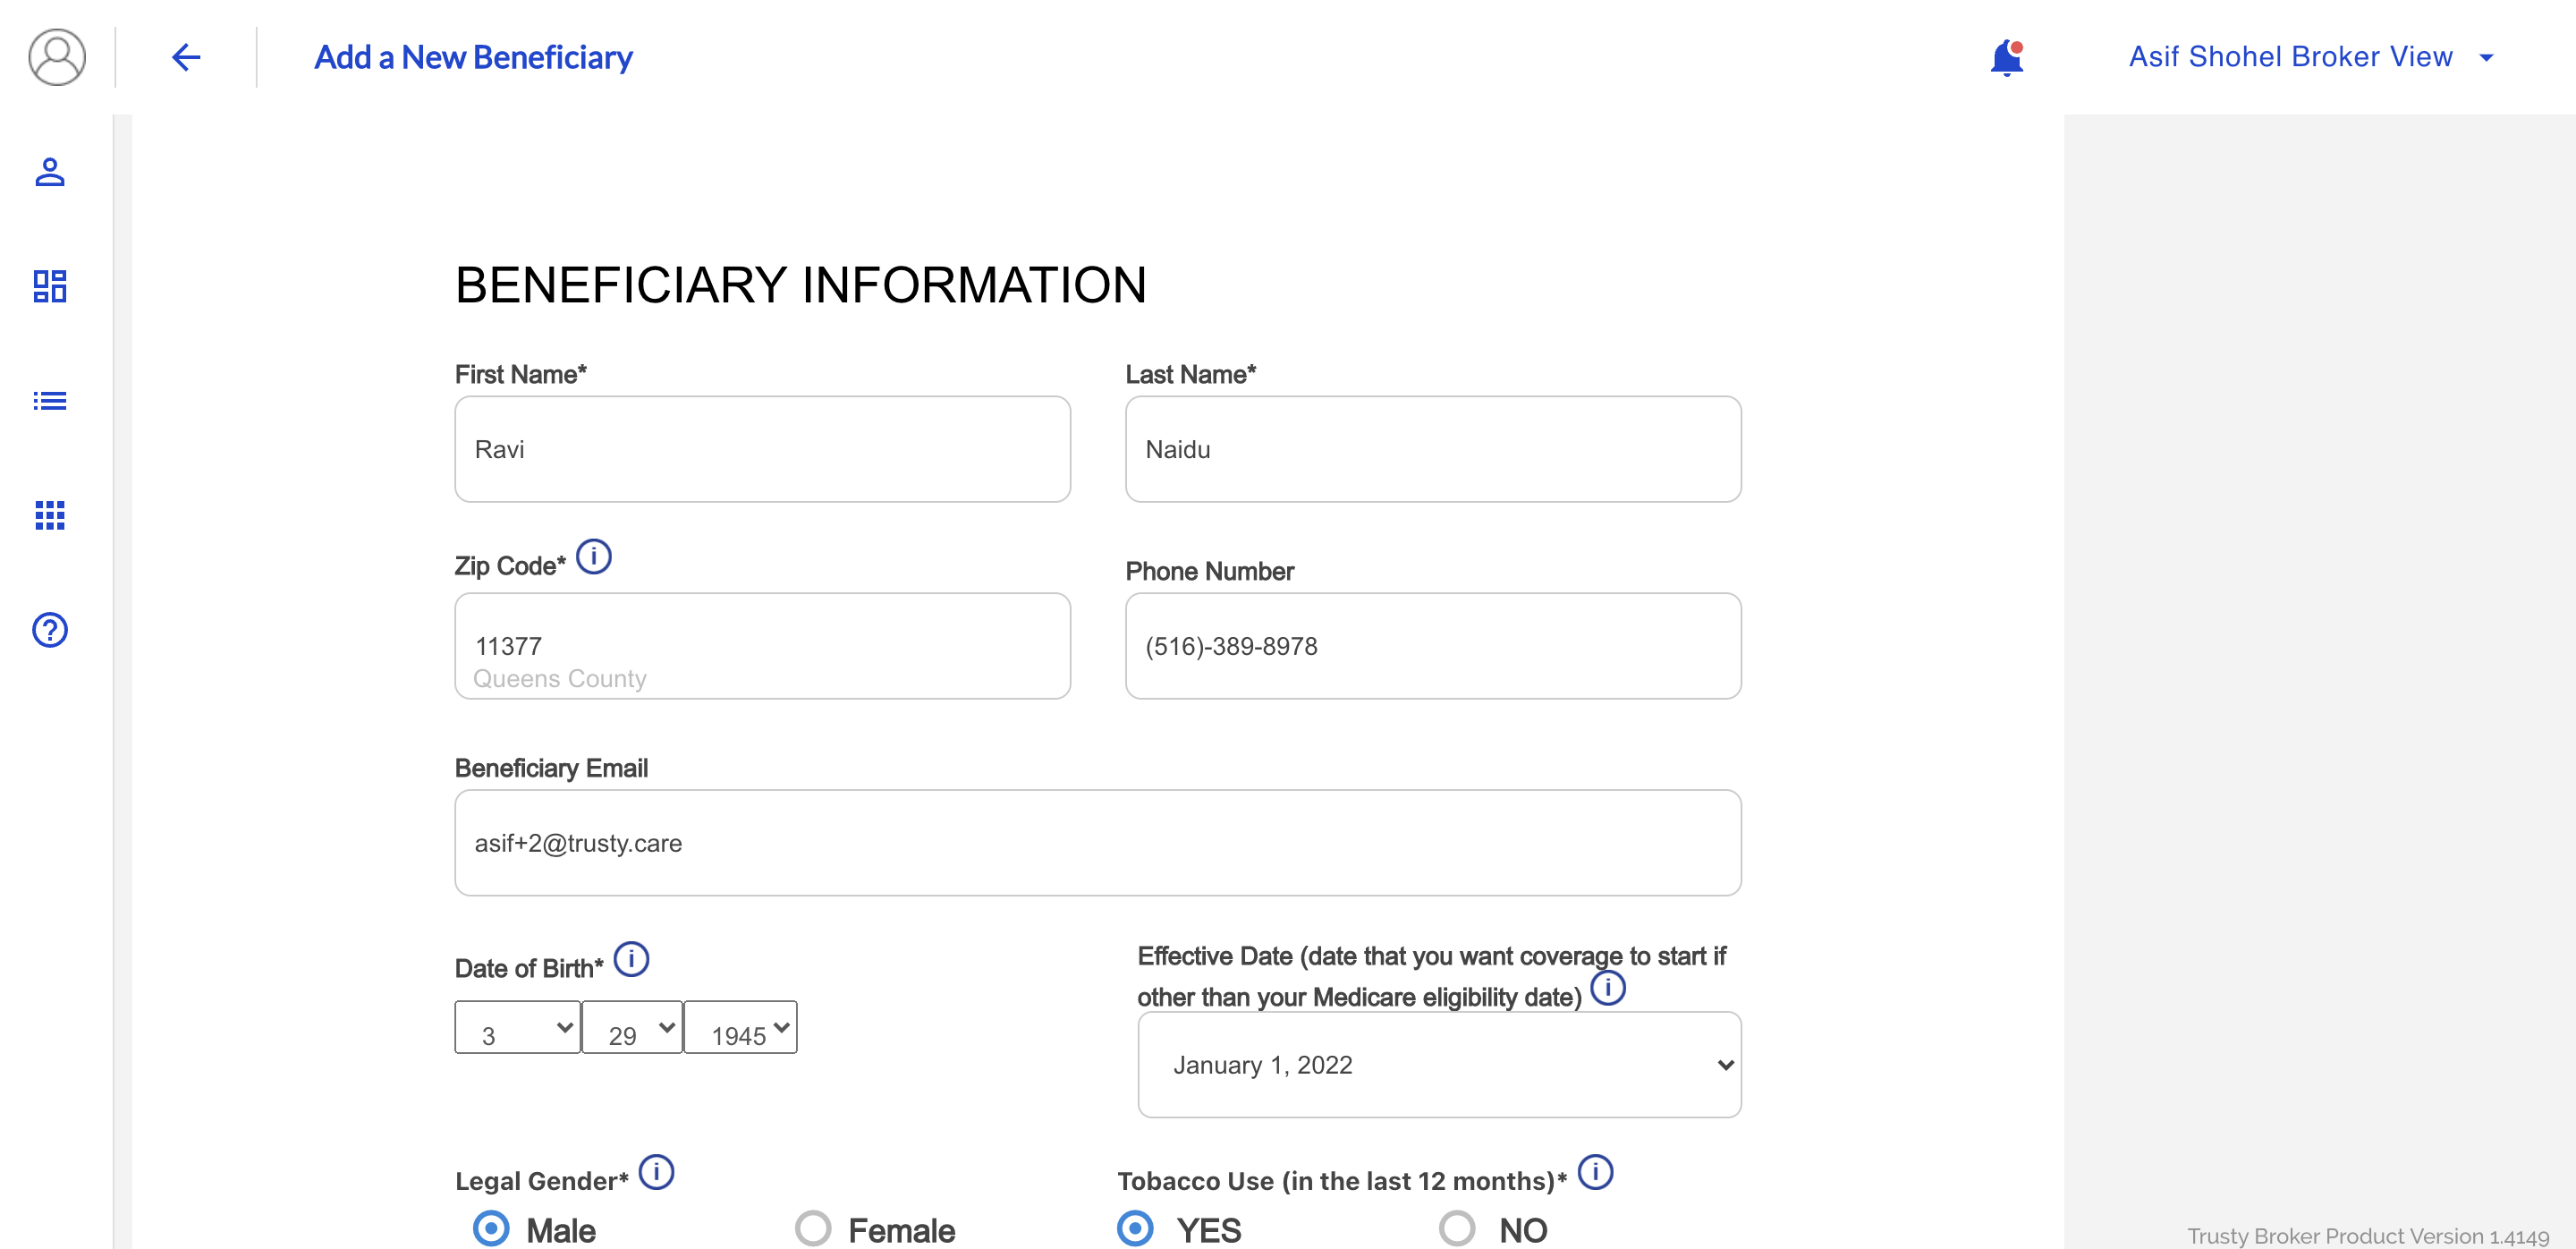 Add a New Beneficiary
Asif Shohel Broker View
BENEFICIARY INFORMATION
First Name*
Last Name*
Ravi
Naidu
Zip Code*
Phone Number
11377
Queens County
(516)-389-8978
Beneficiary Email
asif+2@trusty.care
Date of Birth*
3 29 1945
Effective Date (date that you want coverage to start if
other than your Medicare eligibility date)
January 1, 2022
Legal Gender*
Male Female
Tobacco Use (in the last 12 months)*
YES NO
Trusty Broker Product Version 1.4149